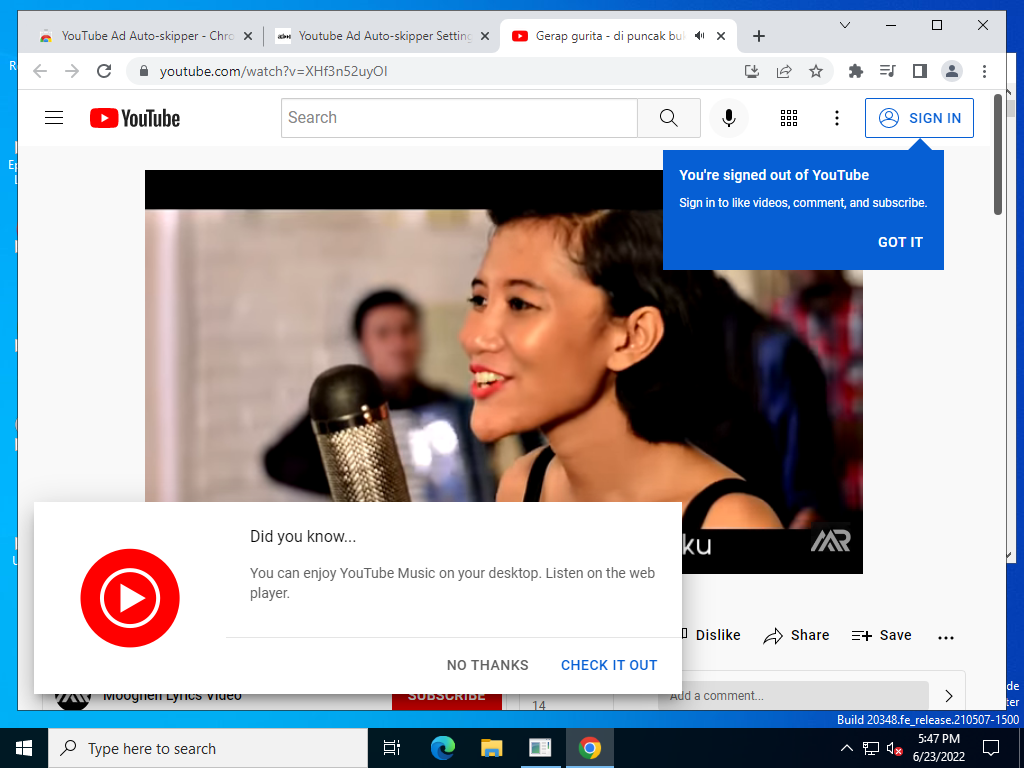 YouTube Ad Auto-skipper - Chro
Youtube Ad Auto-skipper Setting
Gerap gurita - di puncak buk
youtube.com/watch?v=XHf3n52uyOI
YouTube
Search
SIGN IN
You're signed out of YouTube
Sign in to like videos, comment, and subscribe.
GOT IT
ku
Did you know...
You can enjoy YouTube Music on your desktop. Listen on the web
player.
NO THANKS
CHECK IT OUT
Dislike
Share
Save
Moognen Lyrics Video
SUBSCRIBE
14
Add a comment...
Build 20348.fe_release.210507-1500
Type here to search
5:47 PM
6/23/2022